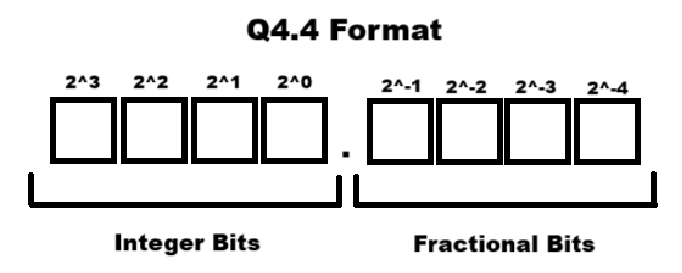 Q4.4 Format
2^3 2^2 2^1 2^0 2^-1 2^-2 2^-3 2^-4
.
Integer Bits Fractional Bits